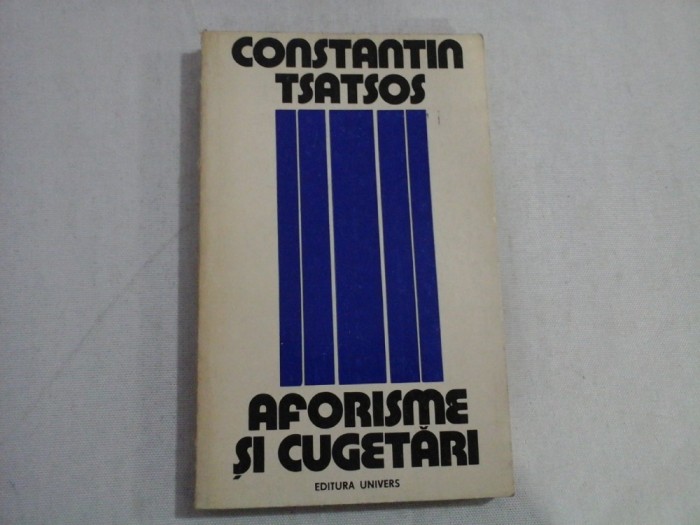 CONSTANTIN
TSATSOS
AFORISME
ȘI CUGETĂRI
EDITURA UNIVERS